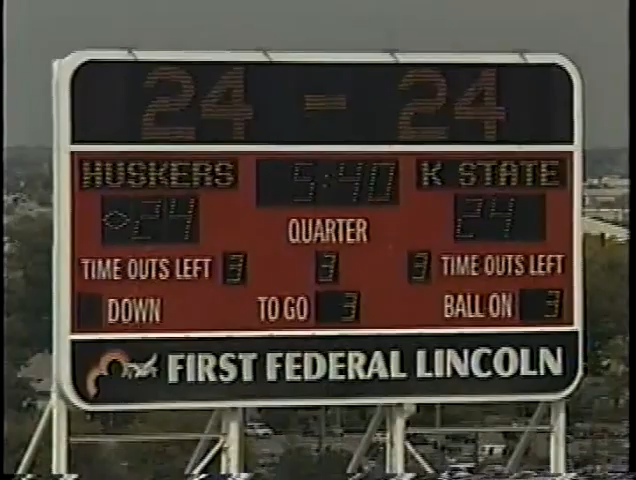 24 - 24
HUSKERS 5:40 K STATE
24 QUARTER 24
TIME OUTS LEFT 3 3 3 TIME OUTS LEFT
DOWN TO GO 3 BALL ON 3
FIRST FEDERAL LINCOLN